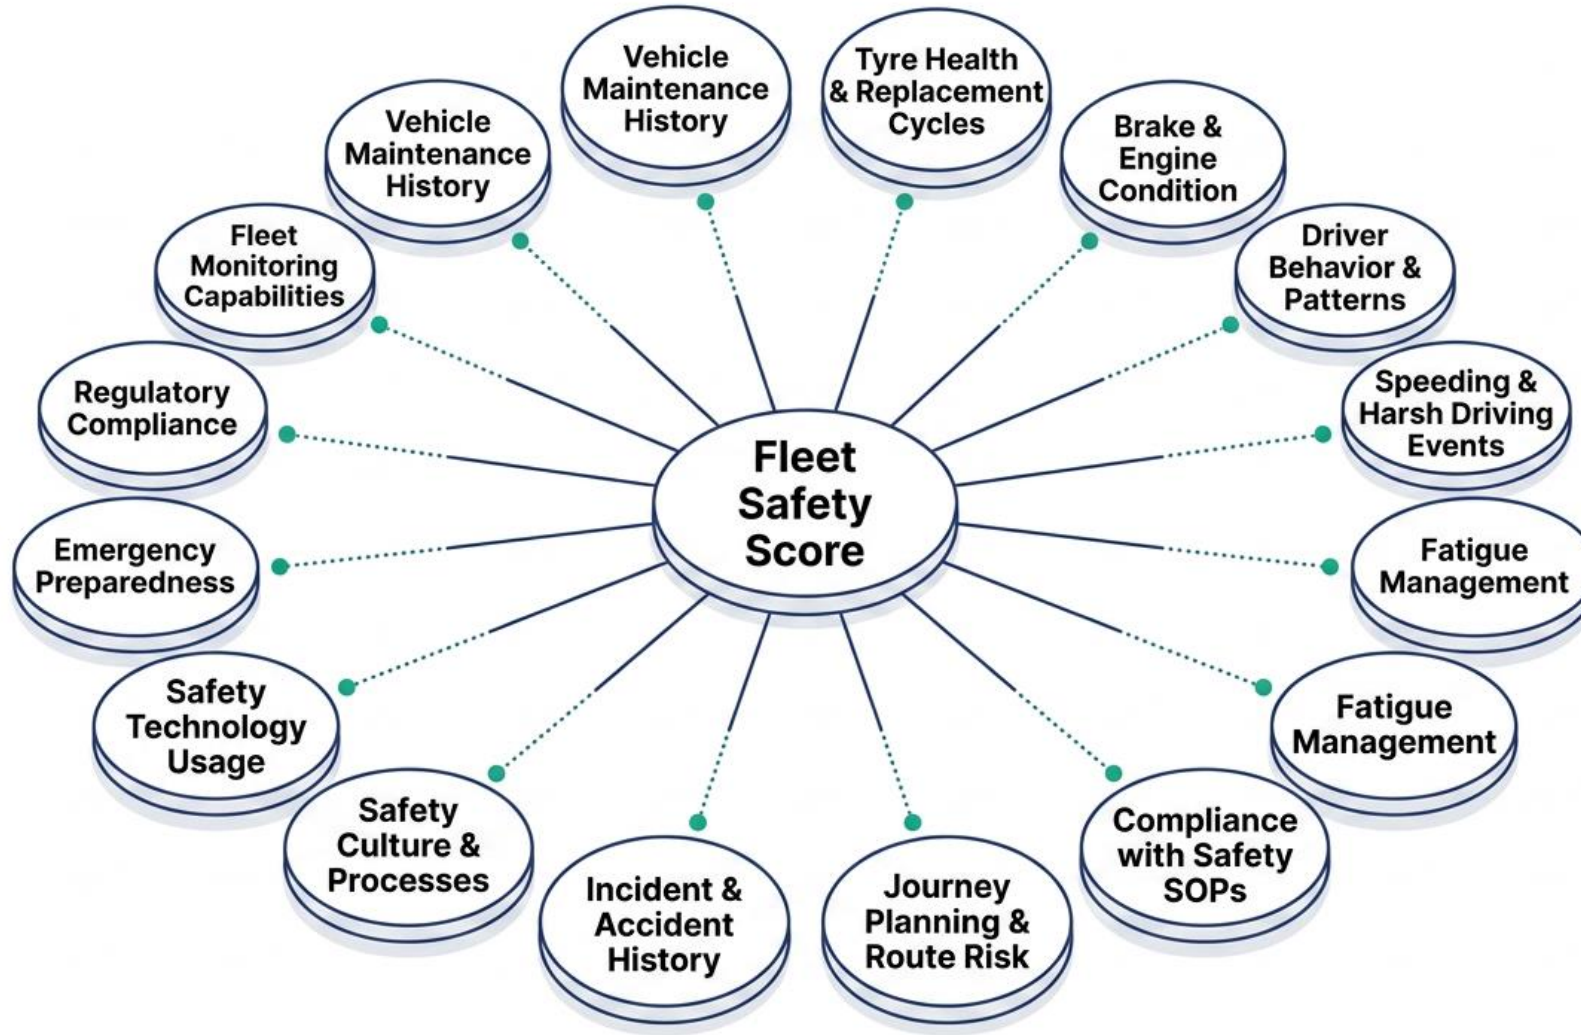 Vehicle
Maintenance
History
Tyre Health
& Replacement
Cycles
Vehicle
Maintenance
History
Brake &
Engine
Condition
Fleet
Monitoring
Capabilities
Driver
Behavior &
Patterns
Regulatory
Compliance
Speeding &
Harsh Driving
Events
Fleet
Safety
Score
Emergency
Preparedness
Fatigue
Management
Safety
Technology
Usage
Fatigue
Management
Safety
Culture &
Processes
Compliance
with Safety
SOPs
Incident &
Accident
History
Journey
Planning &
Route Risk